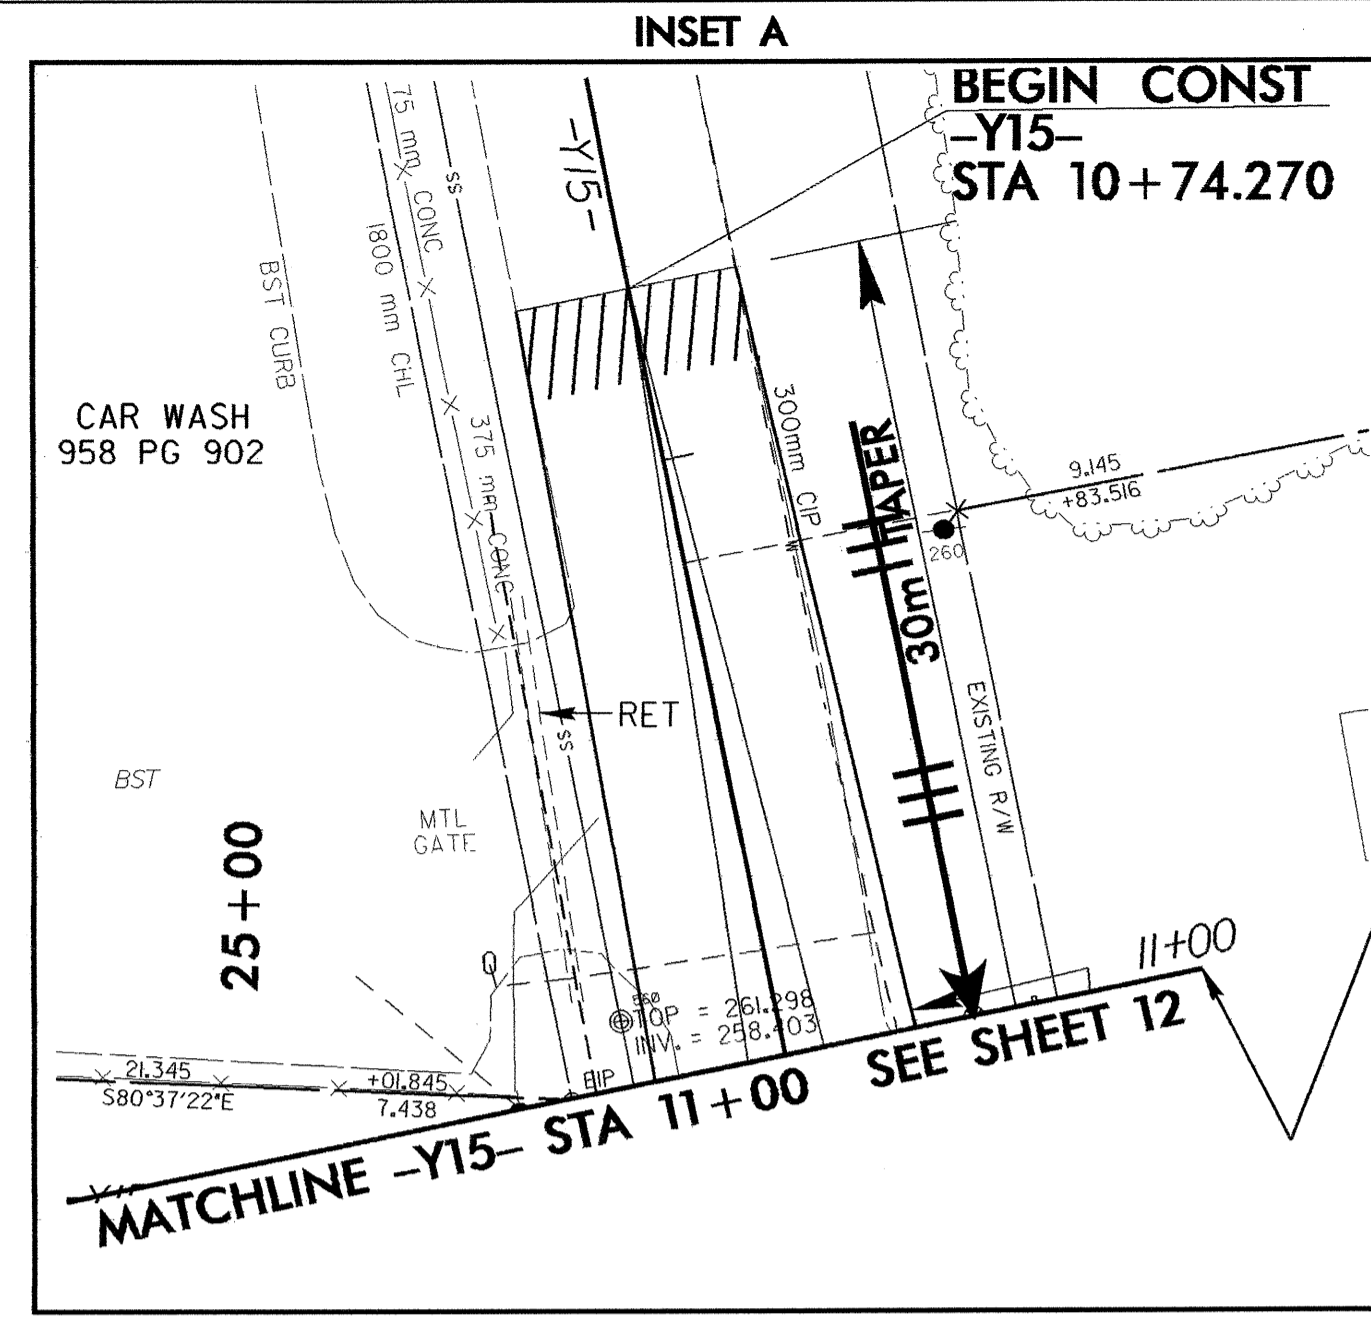 INSET A
BEGIN CONST
-Y15-
STA 10+74.270
-Y15-
75 mm CONC
SS
1800 mm CHL
BST CURB
CAR WASH
958 PG 902
375 mm CONC
300mm CIP
30m TAPER
9.145
+83.516
260
EXISTING R/W
RET
SS
BST
MTL
GATE
25+00
11+00
560
TOP = 261.298
INV. = 258.403
EIP
21.345
S80°37'22"E
+01.845
7.438
MATCHLINE -Y15- STA 11+00 SEE SHEET 12